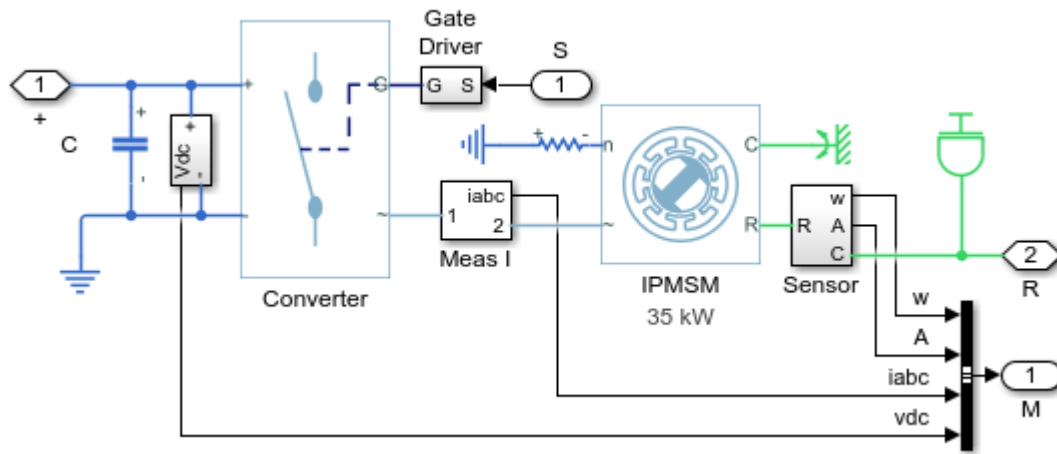 Gate
Driver
S
1
1
+
+
-
C
+
-
Vdc
+
-
+
-
G
~
G S
+ -
n
C
~
R
iabc
1
2
Meas I
Converter
IPMSM
35 kW
w
R A
C
Sensor
2
R
w
A
iabc
vdc
1
M